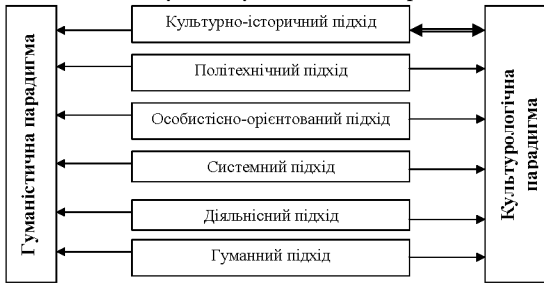 Культурно-історичний підхід
Політехнічний підхід
Особистісно-орієнтований підхід
Системний підхід
Діяльнісний підхід
Гуманний підхід
Гуманістична парадигма
Культурологічна
парадигма